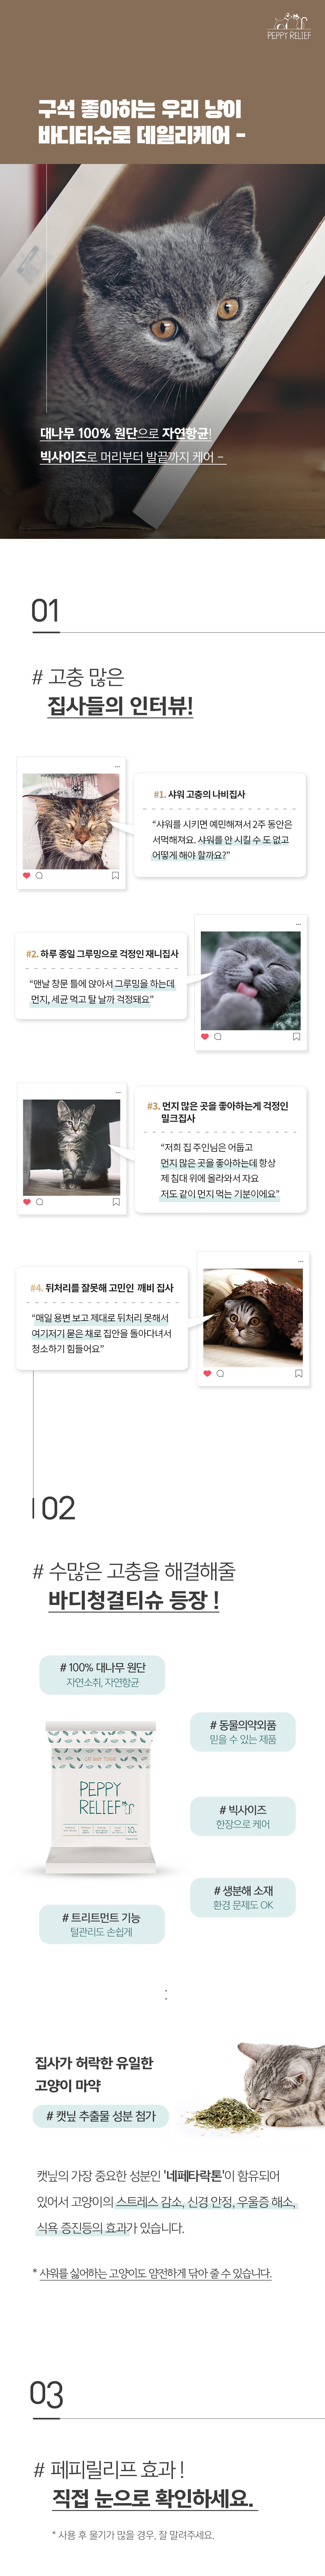 PEPPY RELIEF
구석 좋아하는 우리 냥이
바디티슈로 데일리케어 -
대나무 100% 원단으로 자연항균!
빅사이즈로 머리부터 발끝까지 케어 -
01
# 고충 많은
집사들의 인터뷰!
#1. 샤워 고충의 나비집사
“샤워를 시키면 예민해져서 2주 동안은
서먹해져요. 샤워를 안 시킬 수 도 없고
어떻게 해야 할까요?”
#2. 하루 종일 그루밍으로 걱정인 재니집사
“맨날 창문 틀에 앉아서 그루밍을 하는데
먼지, 세균 먹고 탈 날까 걱정돼요”
#3. 먼지 많은 곳을 좋아하는게 걱정인
밀크집사
“저희 집 주인님은 어둡고
먼지 많은 곳을 좋아하는데 항상
제 침대 위에 올라와서 자요
저도 같이 먼지 먹는 기분이에요”
#4. 뒤처리를 잘못해 고민인 깨비 집사
“매일 용변 보고 제대로 뒤처리 못해서
여기저기 묻은 채로 집안을 돌아다녀서
청소하기 힘들어요”
02
# 수많은 고충을 해결해줄
바디청결티슈 등장 !
# 100% 대나무 원단
자연소취, 자연항균
# 동물의약외품
믿을 수 있는 제품
CAT BODY TISSUE
PEPPY
RELIEF
10
# 빅사이즈
한장으로 케어
# 생분해 소재
환경 문제도 OK
# 트리트먼트 기능
털관리도 손쉽게
집사가 허락한 유일한
고양이 마약
# 캣닢 추출물 성분 첨가
캣닢의 가장 중요한 성분인 '네페타락톤'이 함유되어
있어서 고양이의 스트레스 감소, 신경 안정, 우울증 해소,
식욕 증진등의 효과가 있습니다.
* 샤워를 싫어하는 고양이도 얌전하게 닦아 줄 수 있습니다.
03
# 페피릴리프 효과 !
직접 눈으로 확인하세요.
* 사용 후 물기가 많을 경우, 잘 말려주세요.